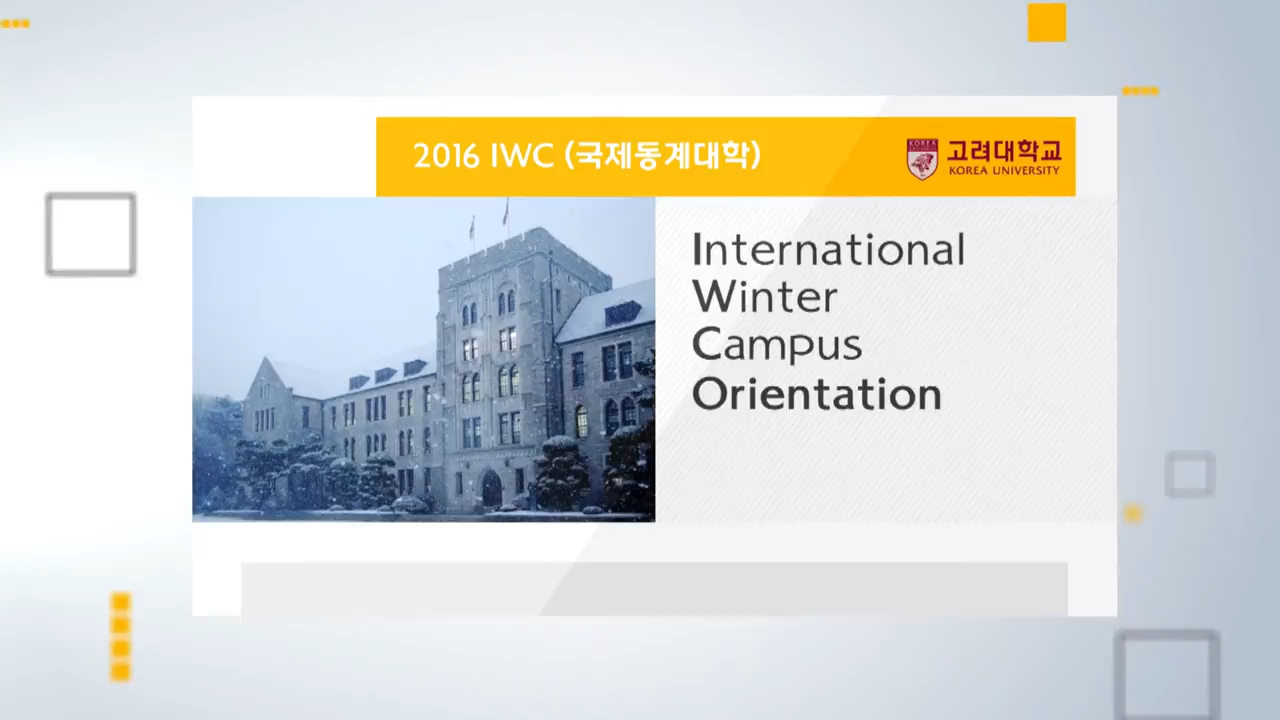 2016 IWC (국제동계대학)
KOREA
고려대학교
KOREA UNIVERSITY
International
Winter
Campus
Orientation